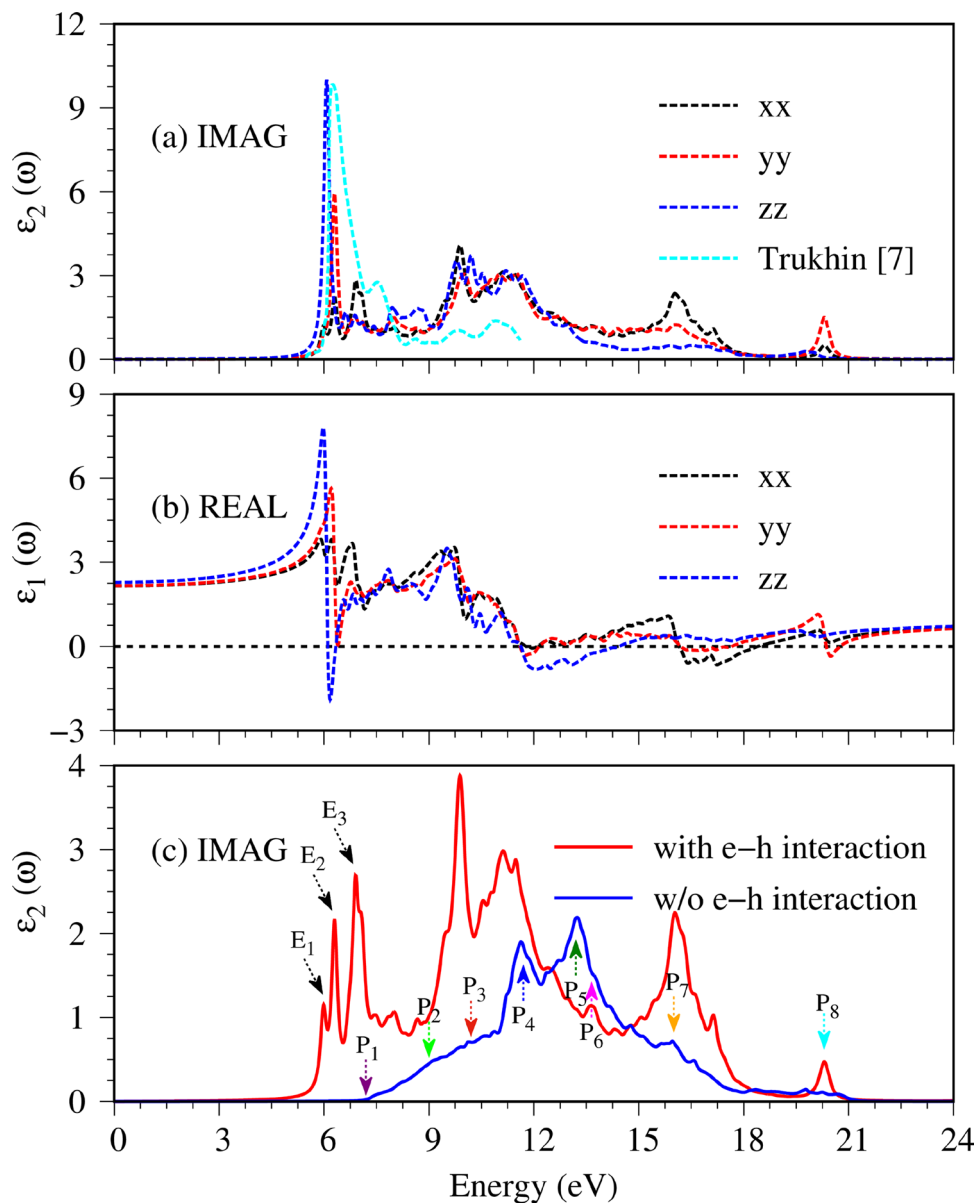 12
9
6
3
0
ε₂ (ω)
(a) IMAG
xx
yy
zz
Trukhin [7]
9
6
3
0
−3
ε₁ (ω)
(b) REAL
xx
yy
zz
4
3
2
1
0
ε₂ (ω)
(c) IMAG
with e−h interaction
w/o e−h interaction
E₁
E₂
E₃
P₁
P₂
P₃
P₄
P₅
P₆
P₇
P₈
0 3 6 9 12 15 18 21 24
Energy (eV)